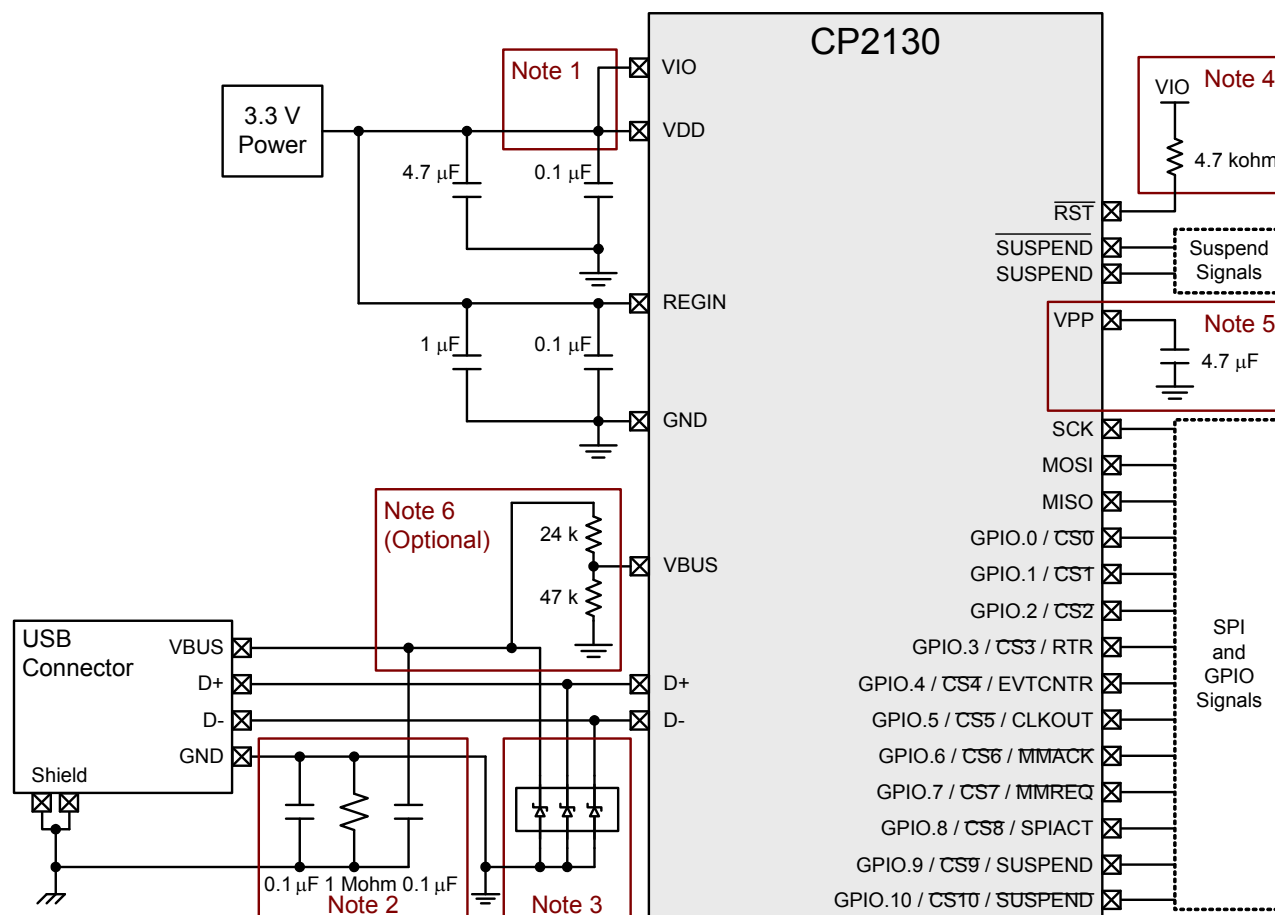 CP2130
Note 1
VIO
3.3 V
Power
VDD
4.7 μF
0.1 μF
REGIN
1 μF
0.1 μF
GND
Note 6
(Optional)
24 k
VBUS
47 k
USB
Connector
VBUS
D+
D-
GND
Shield
D+
D-
0.1 μF
1 Mohm
0.1 μF
Note 2
Note 3
Note 4
VIO
4.7 kohm
RST
SUSPEND
SUSPEND
Suspend
Signals
VPP
Note 5
4.7 μF
SCK
MOSI
MISO
GPIO.0 / CS0
GPIO.1 / CS1
GPIO.2 / CS2
GPIO.3 / CS3 / RTR
GPIO.4 / CS4 / EVTCNTR
GPIO.5 / CS5 / CLKOUT
GPIO.6 / CS6 / MMACK
GPIO.7 / CS7 / MMREQ
GPIO.8 / CS8 / SPIACT
GPIO.9 / CS9 / SUSPEND
GPIO.10 / CS10 / SUSPEND
SPI
and
GPIO
Signals